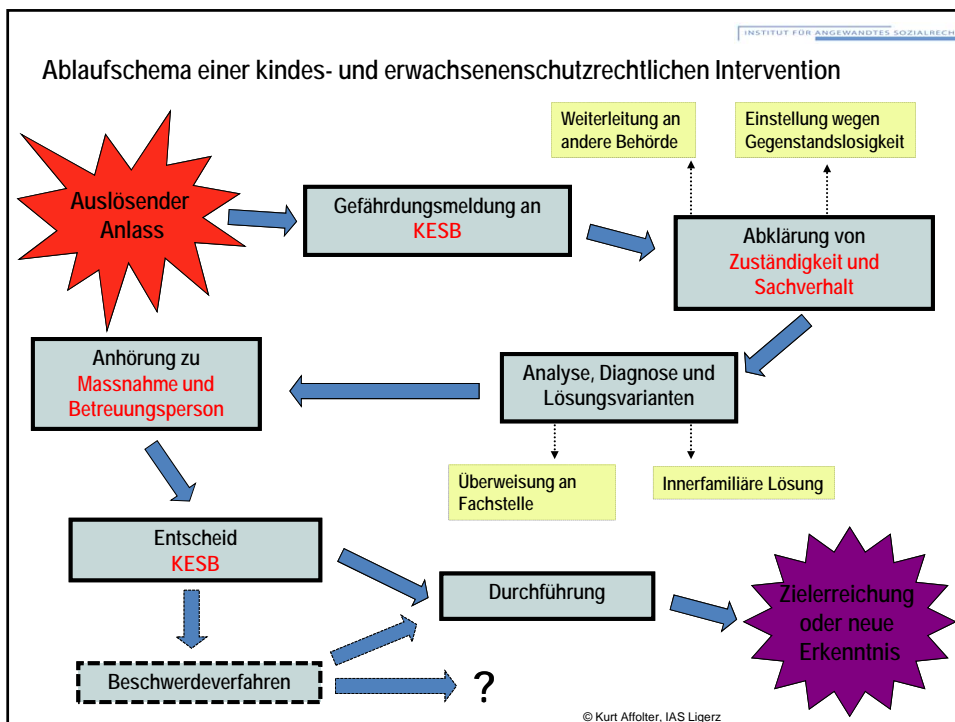 INSTITUT FÜR ANGEWANDTES SOZIALRECH
Ablaufschema einer kindes- und erwachsenenschutzrechtlichen Intervention
Weiterleitung an
andere Behörde
Einstellung wegen
Gegenstandslosigkeit
Auslösender
Anlass
Gefährdungsmeldung an
KESB
Abklärung von
Zuständigkeit und
Sachverhalt
Anhörung zu
Massnahme und
Betreuungsperson
Analyse, Diagnose und
Lösungsvarianten
Überweisung an
Fachstelle
Innerfamiliäre Lösung
Entscheid
KESB
Durchführung
Zielerreichung
oder neue
Erkenntnis
Beschwerdeverfahren
?
© Kurt Affolter, IAS Ligerz